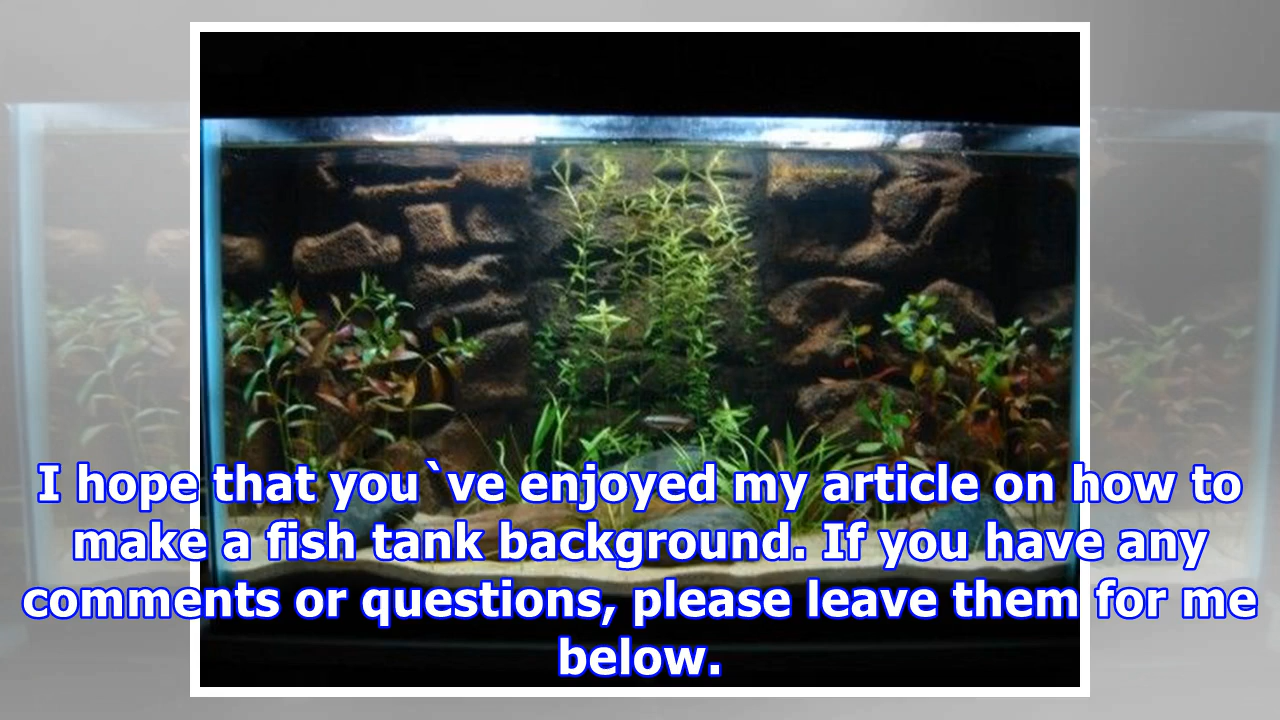 I hope that you`ve enjoyed my article on how to
make a fish tank background. If you have any
comments or questions, please leave them for me
below.